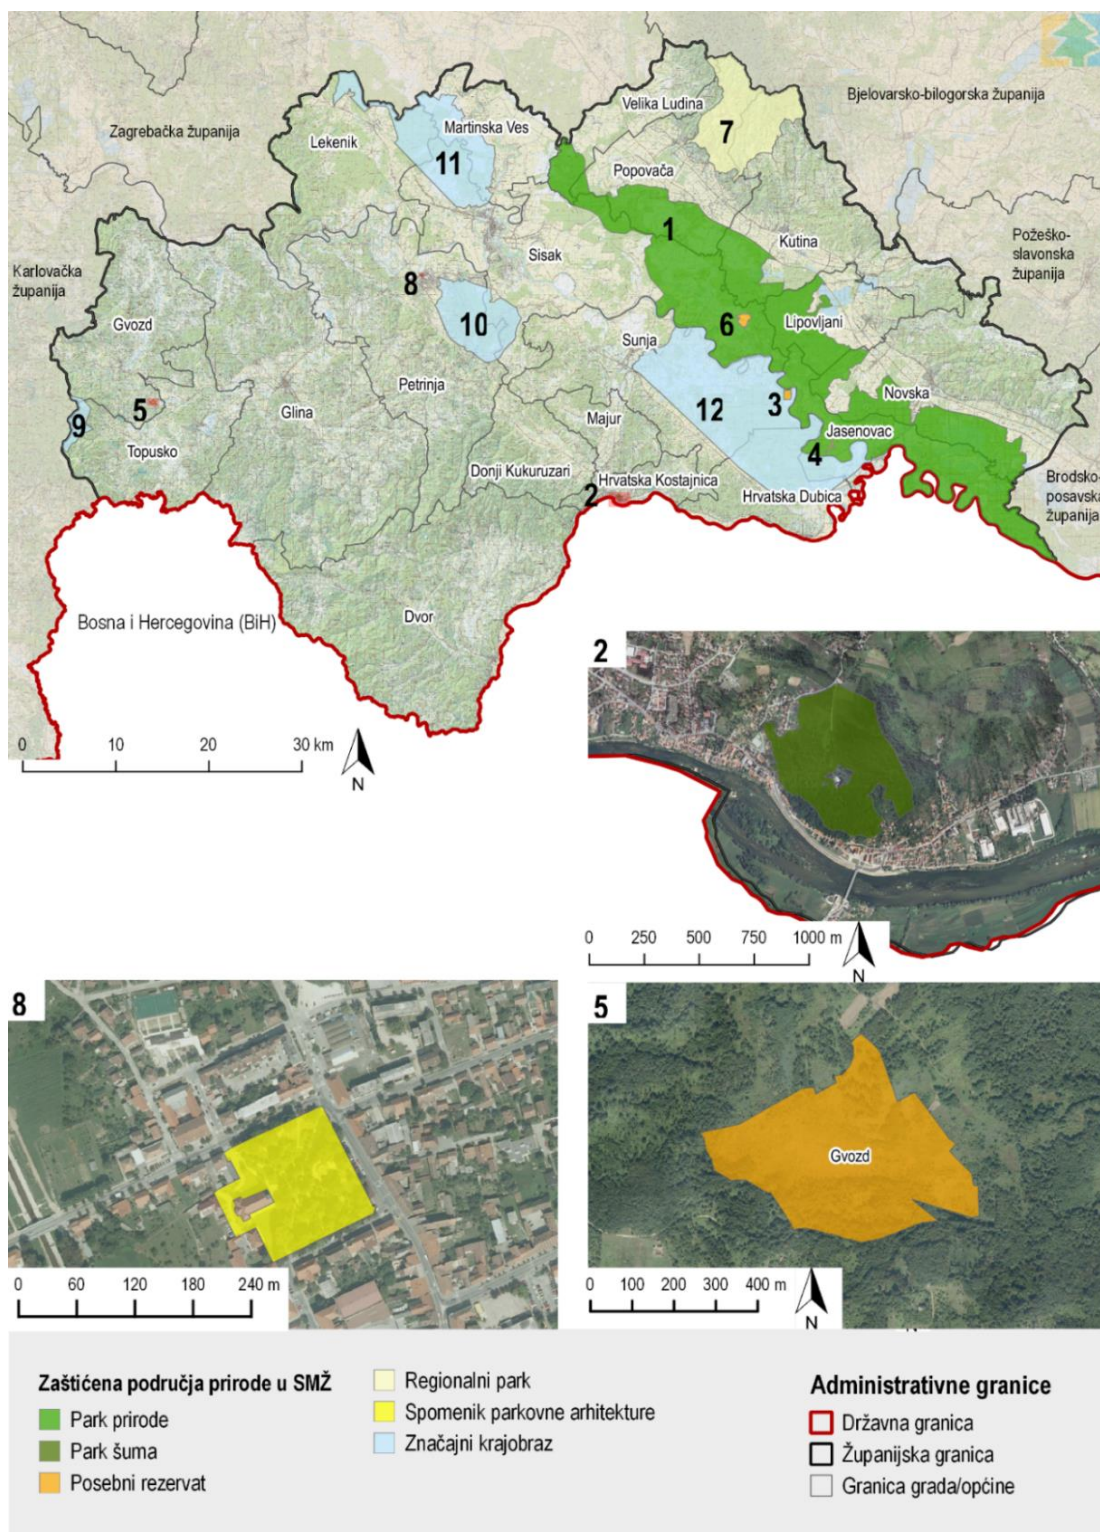 Bjelovarsko-bilogorska županija
Velika Ludina
7
Zagrebačka županija
Martinska Ves
Lekenik
11
Popovača
1
Kutina
Požeško-
slavonska
županija
Sisak
Karlovačka
županija
8
Gvozd
10
6
Lipovljani
Sunja
Petrinja
Novska
5
Glina
12
3
9
Majur
Jasenovac
Topusko
4
Donji Kukuruzari
Hrvatska Kostajnica
2
Hrvatska Dubica
Brodsko-
posavska
županija
Dvor
Bosna i Hercegovina (BiH)
0 10 20 30 km
N
2
0 250 500 750 1000 m
N
8
0 60 120 180 240 m
5
Gvozd
0 100 200 300 400 m
N
Zaštićena područja prirode u SMŽ
Park prirode
Park šuma
Posebni rezervat
Regionalni park
Spomenik parkovne arhitekture
Značajni krajobraz
Administrativne granice
Državna granica
Županijska granica
Granica grada/općine